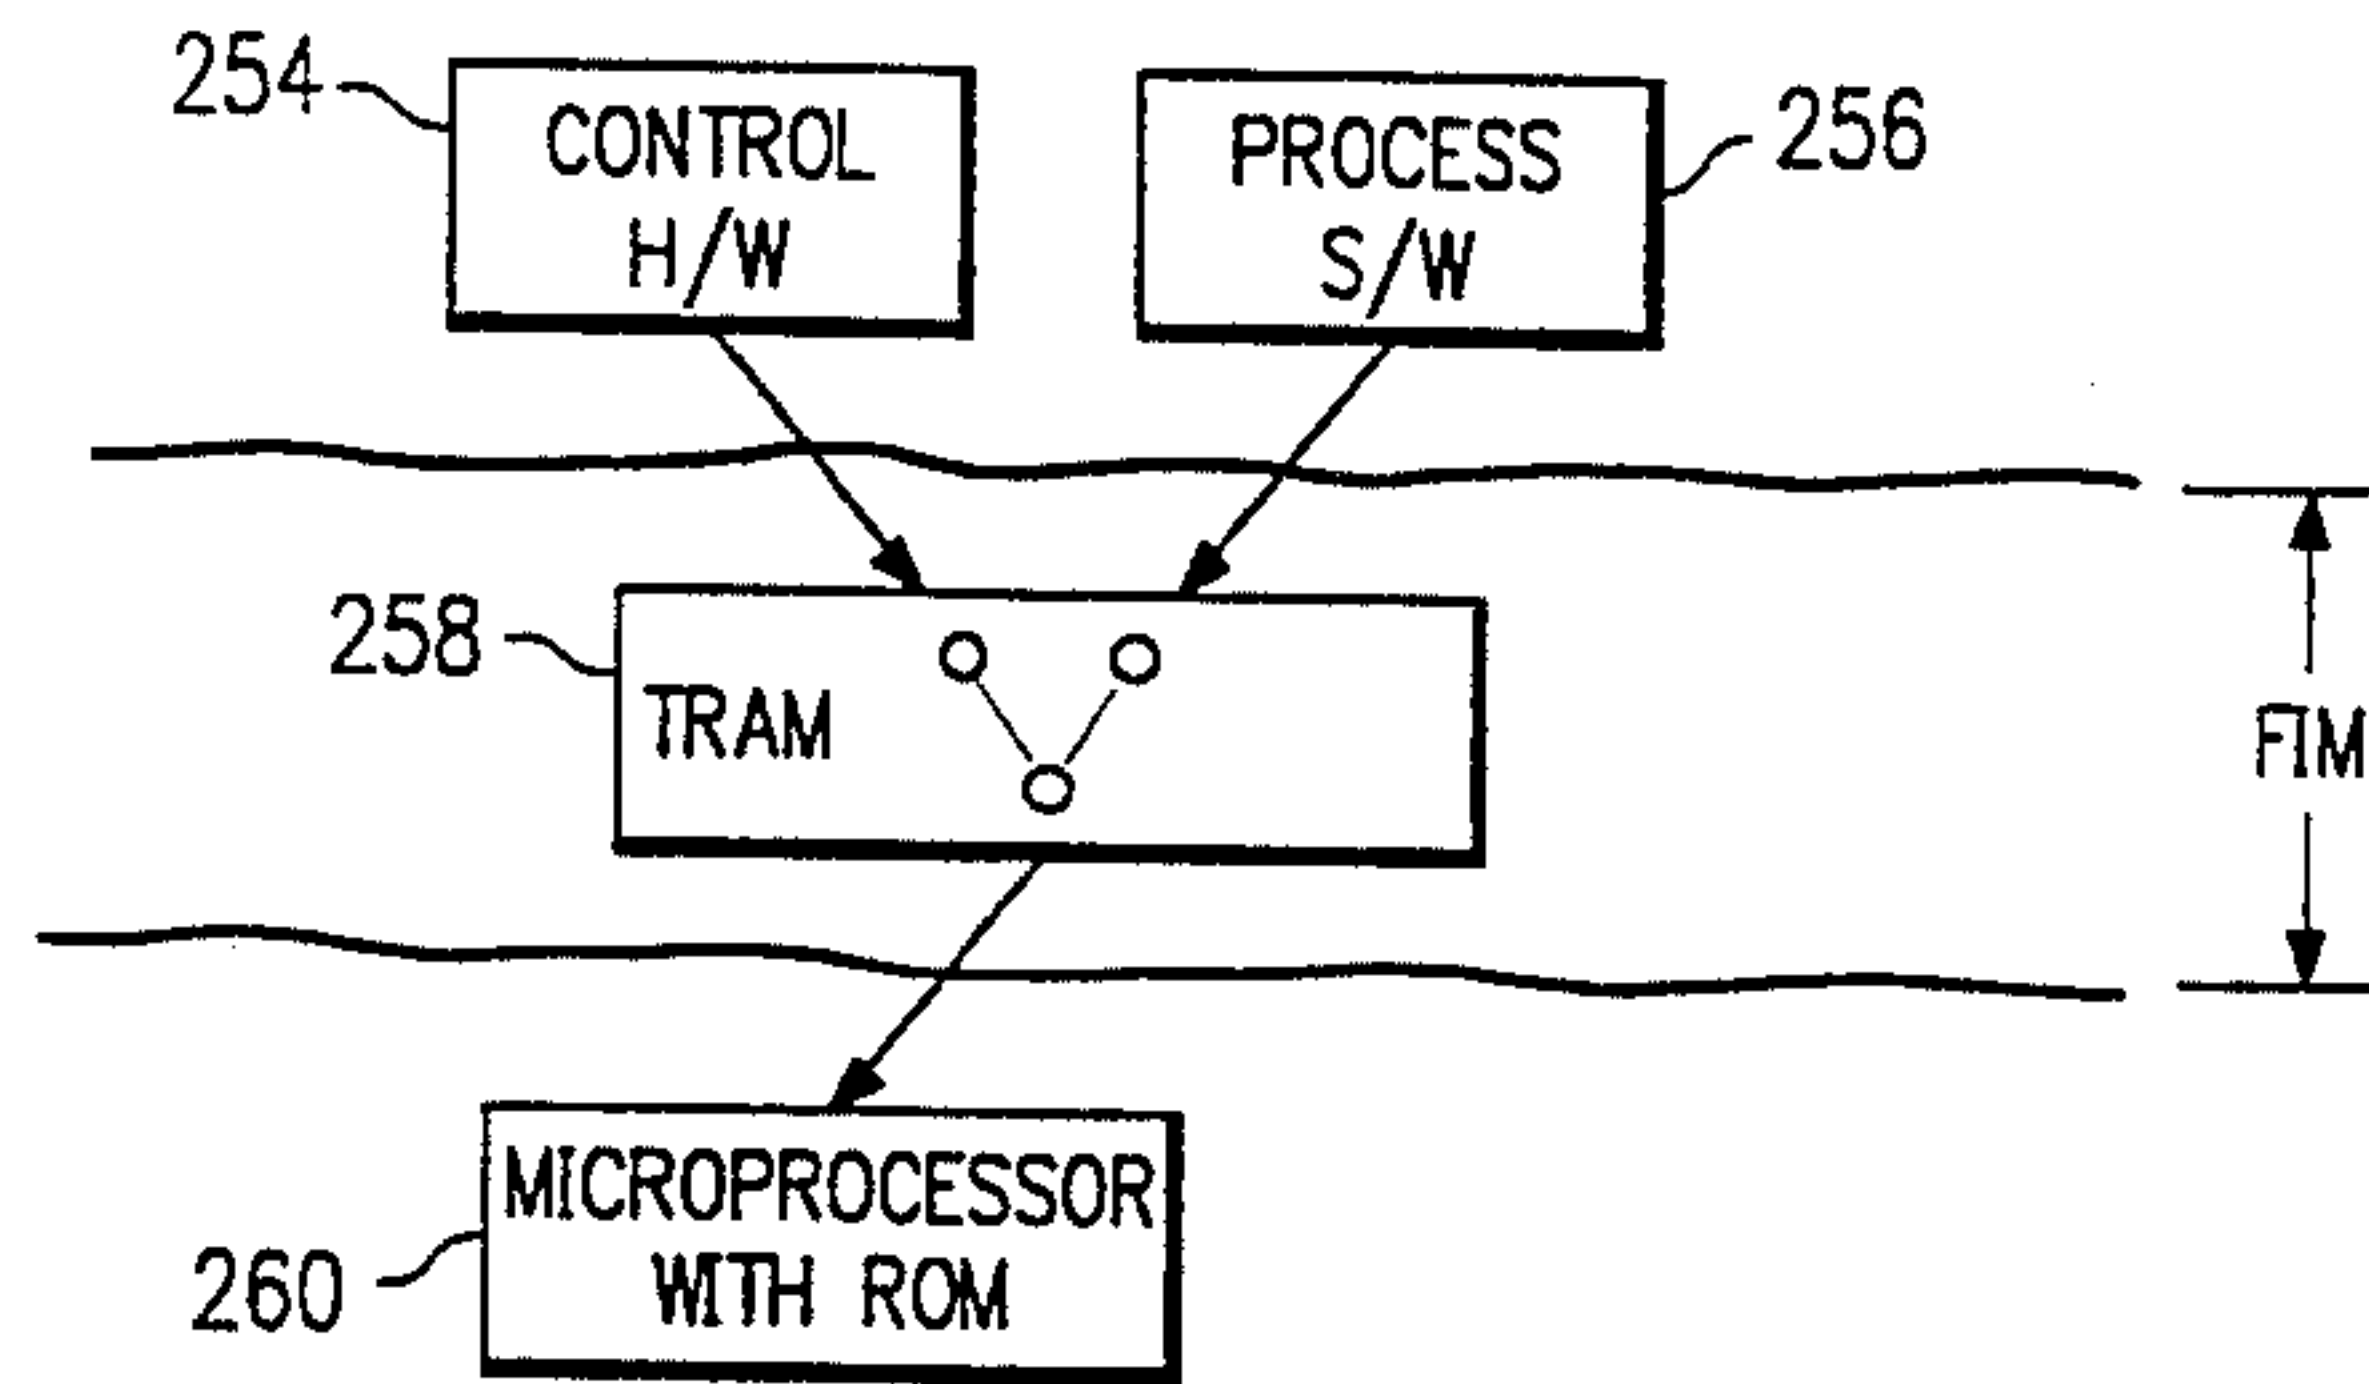 254
CONTROL
H/W
PROCESS
S/W
256
258
TRAM
FIM
MICROPROCESSOR
WITH ROM
260